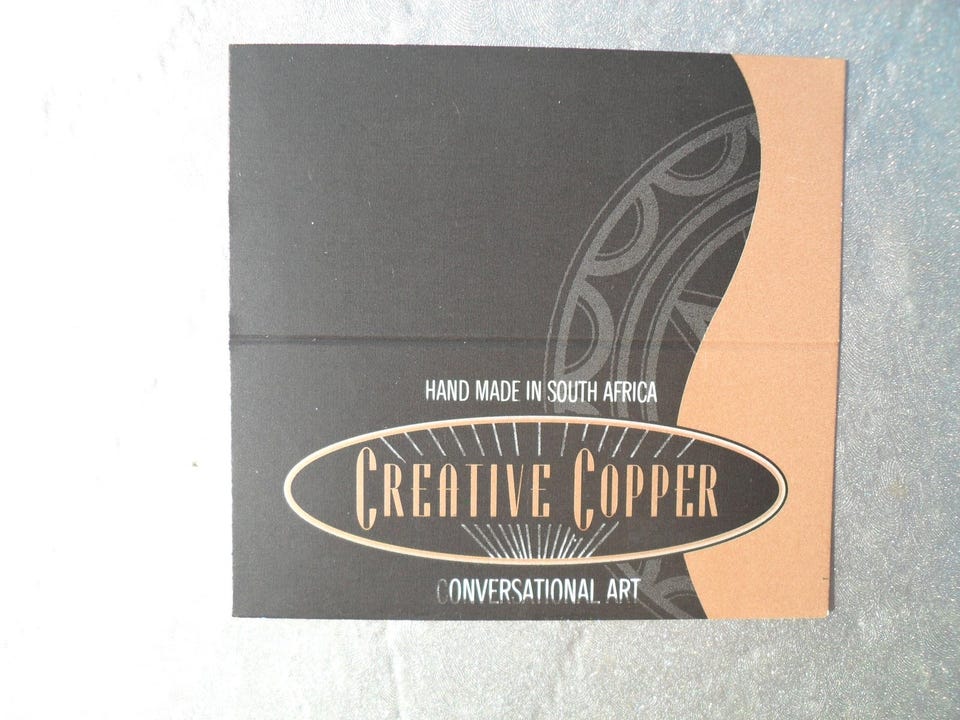 HAND MADE IN SOUTH AFRICA
CREATIVE COPPER
CONVERSATIONAL ART